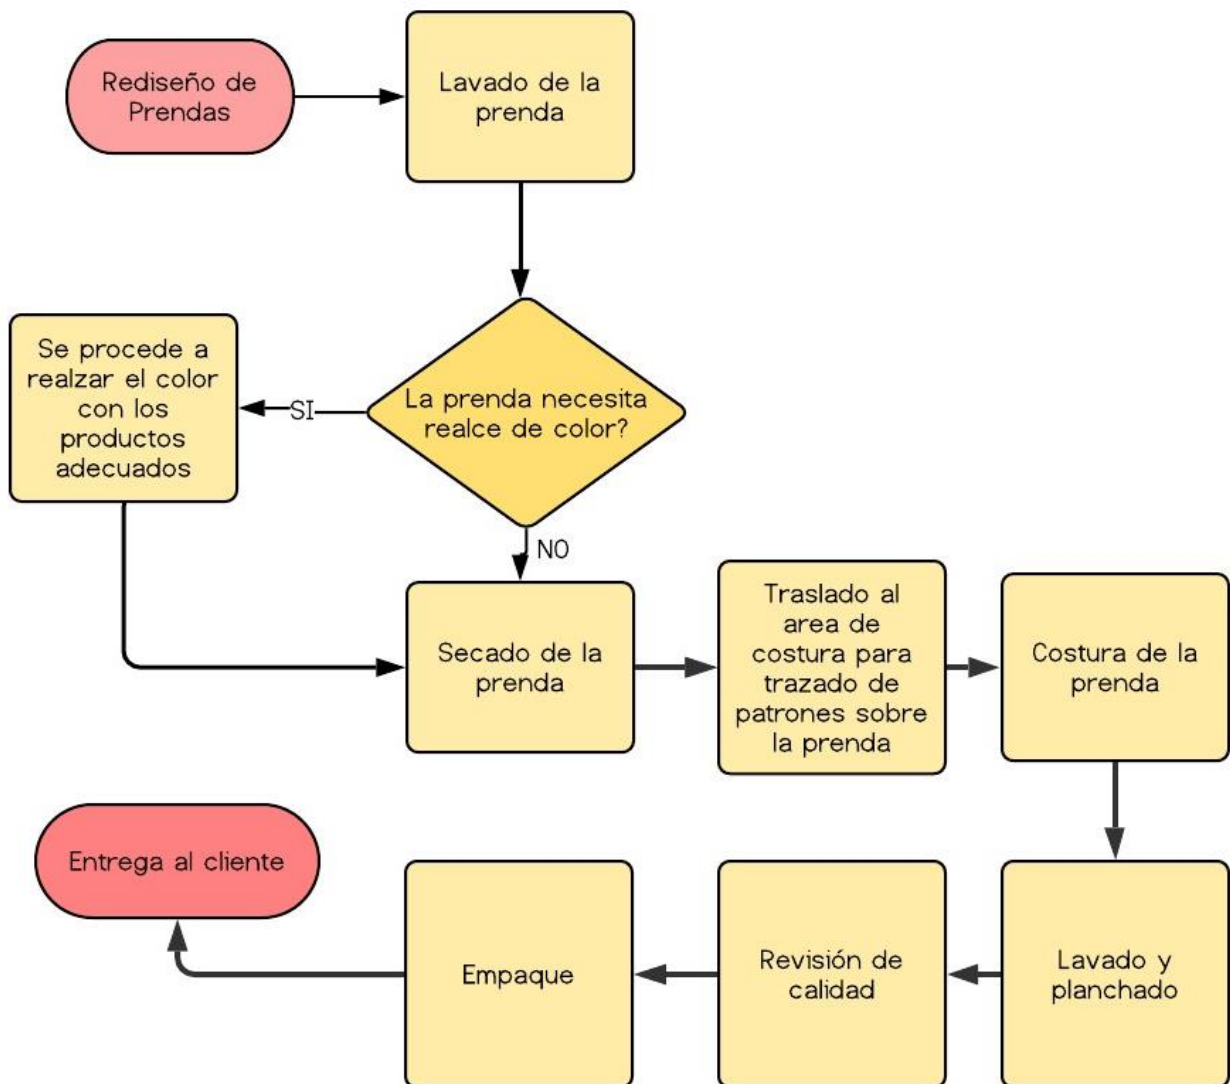 Rediseño de
Prendas
Lavado de la
prenda
La prenda necesita
realce de color?
SI
Se procede a
realzar el color
con los
productos
adecuados
NO
Secado de la
prenda
Traslado al
area de
costura para
trazado de
patrones sobre
la prenda
Costura de la
prenda
Lavado y
planchado
Revisión de
calidad
Empaque
Entrega al cliente